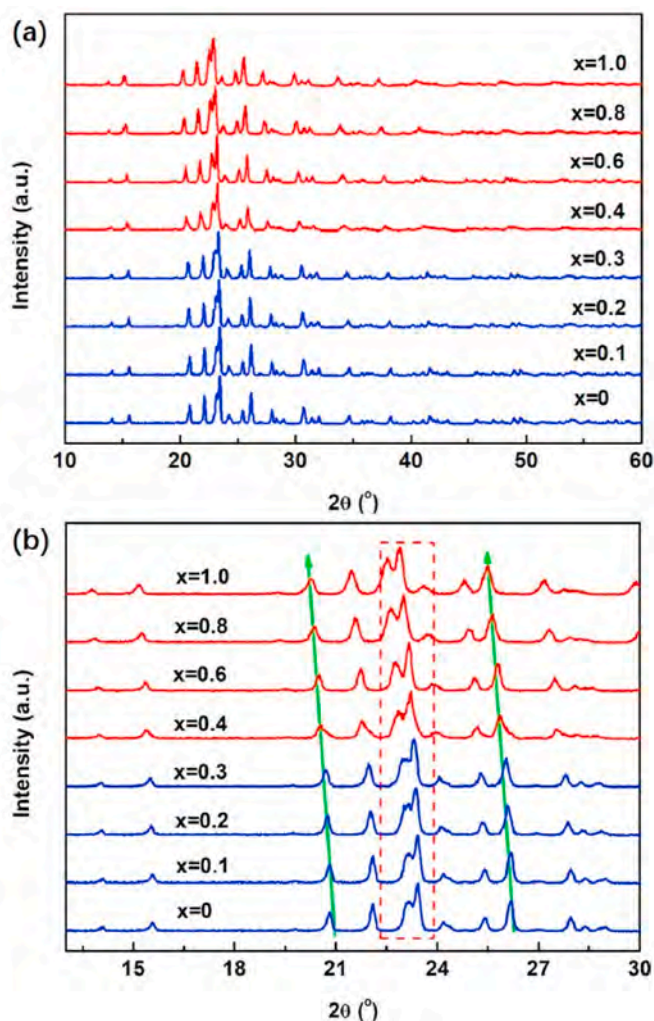 (a)
x=1.0
x=0.8
x=0.6
x=0.4
x=0.3
x=0.2
x=0.1
x=0
Intensity (a.u.)
10 20 30 40 50 60
2θ (°)
(b)
x=1.0
x=0.8
x=0.6
x=0.4
x=0.3
x=0.2
x=0.1
x=0
Intensity (a.u.)
15 18 21 24 27 30
2θ (°)